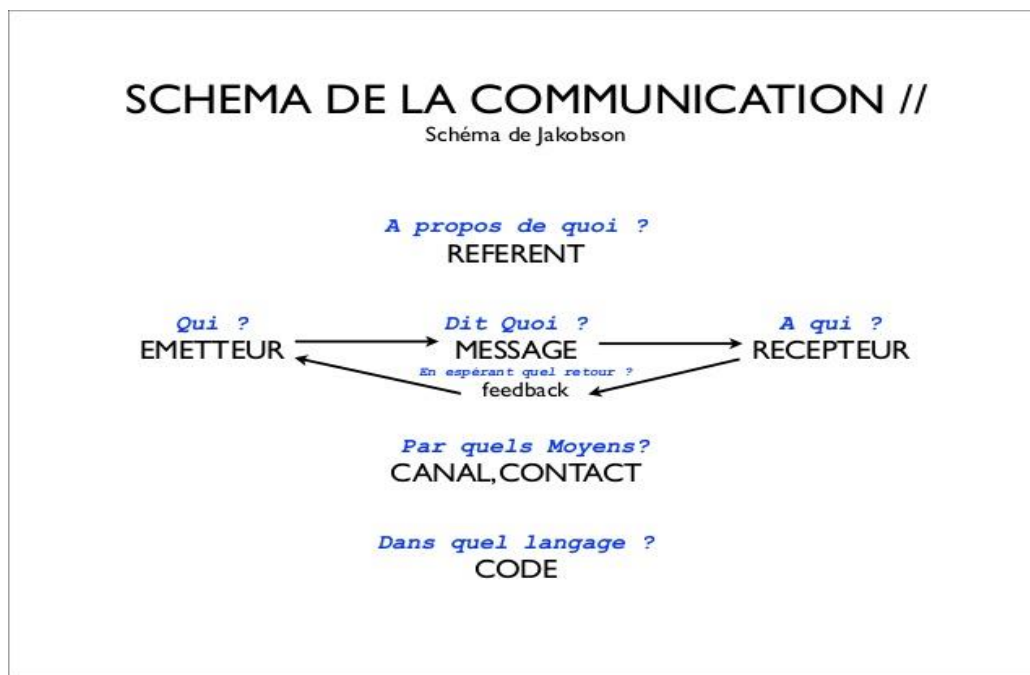 SCHEMA DE LA COMMUNICATION //
Schéma de Jakobson
A propos de quoi ?
REFERENT
Qui ?
EMETTEUR
Dit Quoi ?
MESSAGE
A qui ?
RECEPTEUR
En espérant quel retour ?
feedback
Par quels Moyens?
CANAL,CONTACT
Dans quel langage ?
CODE